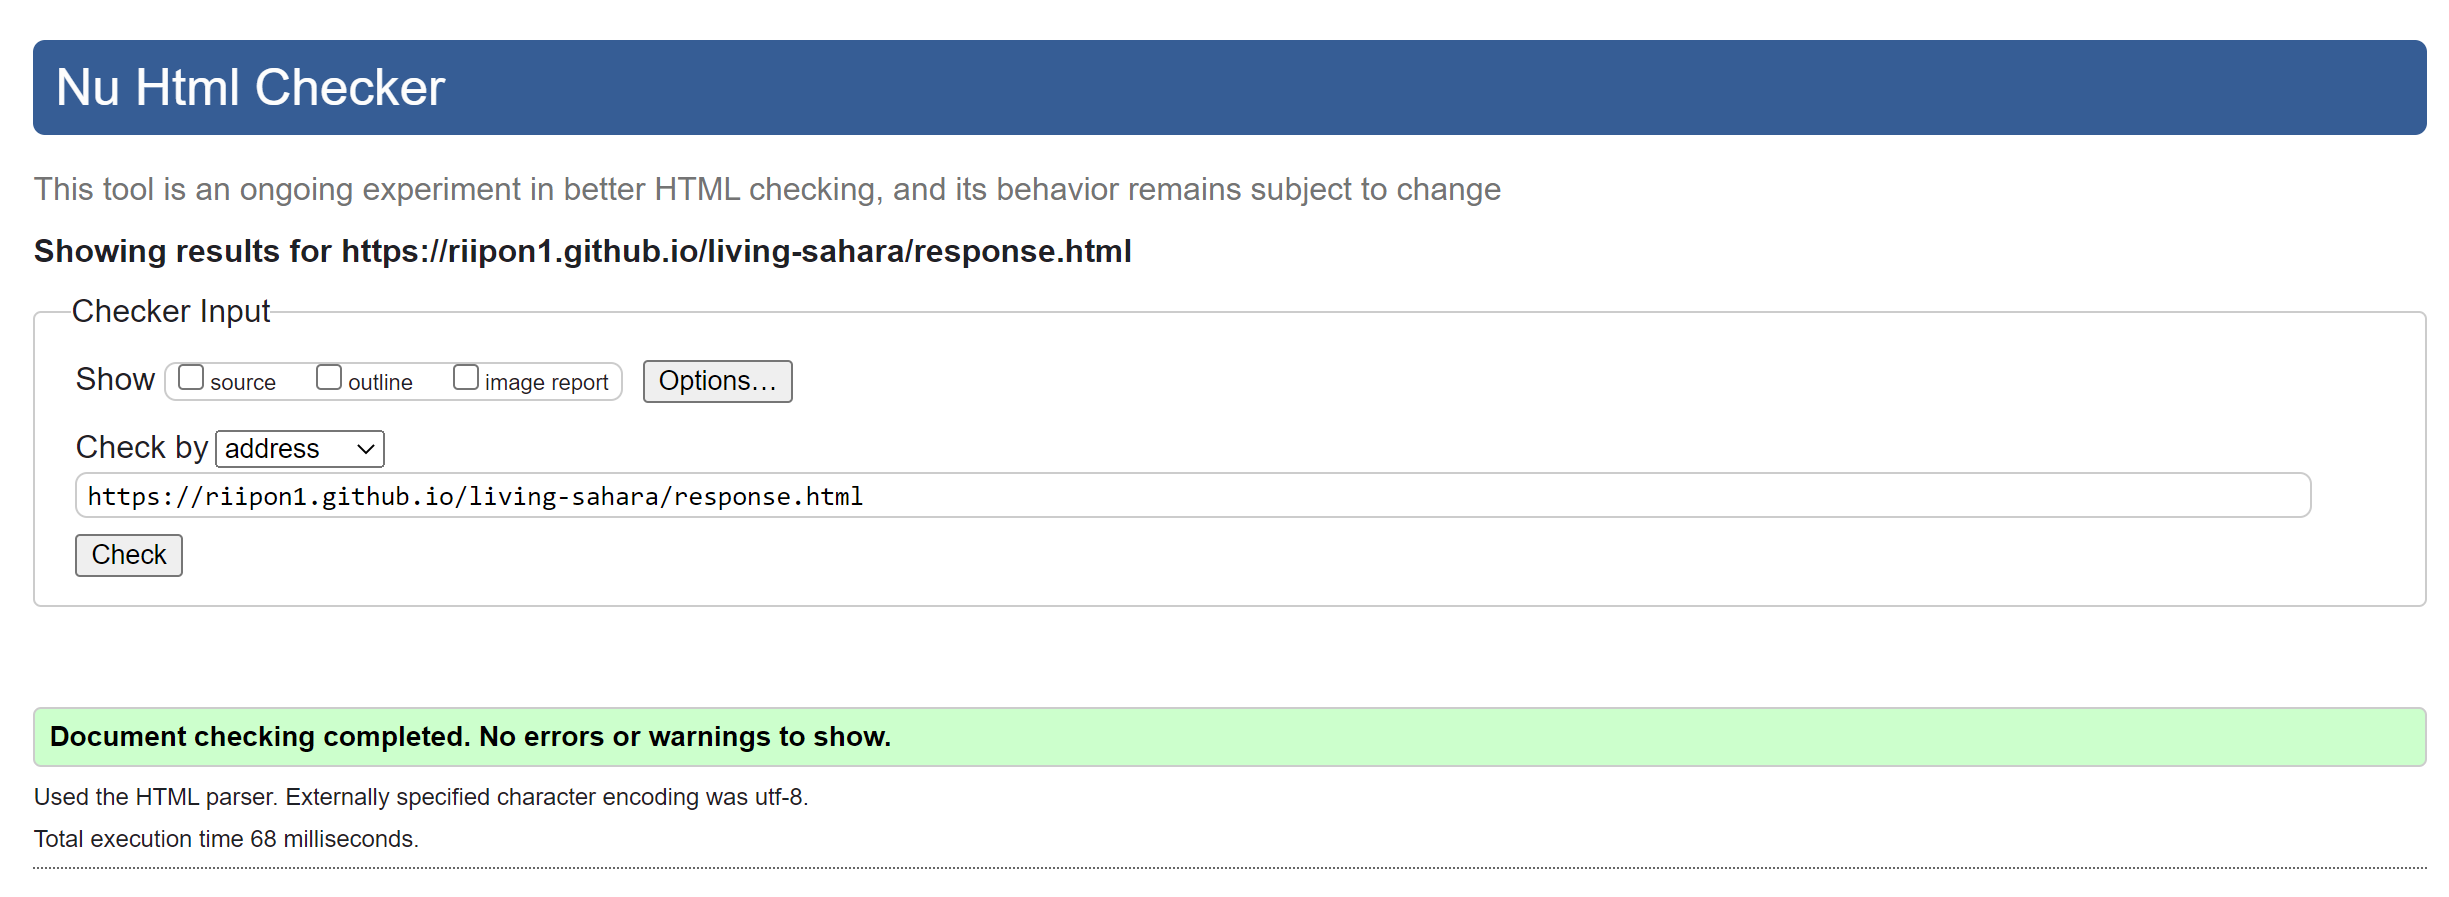 Nu Html Checker
This tool is an ongoing experiment in better HTML checking, and its behavior remains subject to change
Showing results for https://riipon1.github.io/living-sahara/response.html
Checker Input
Show source outline image report Options…
Check by address
https://riipon1.github.io/living-sahara/response.html
Check
Document checking completed. No errors or warnings to show.
Used the HTML parser. Externally specified character encoding was utf-8.
Total execution time 68 milliseconds.